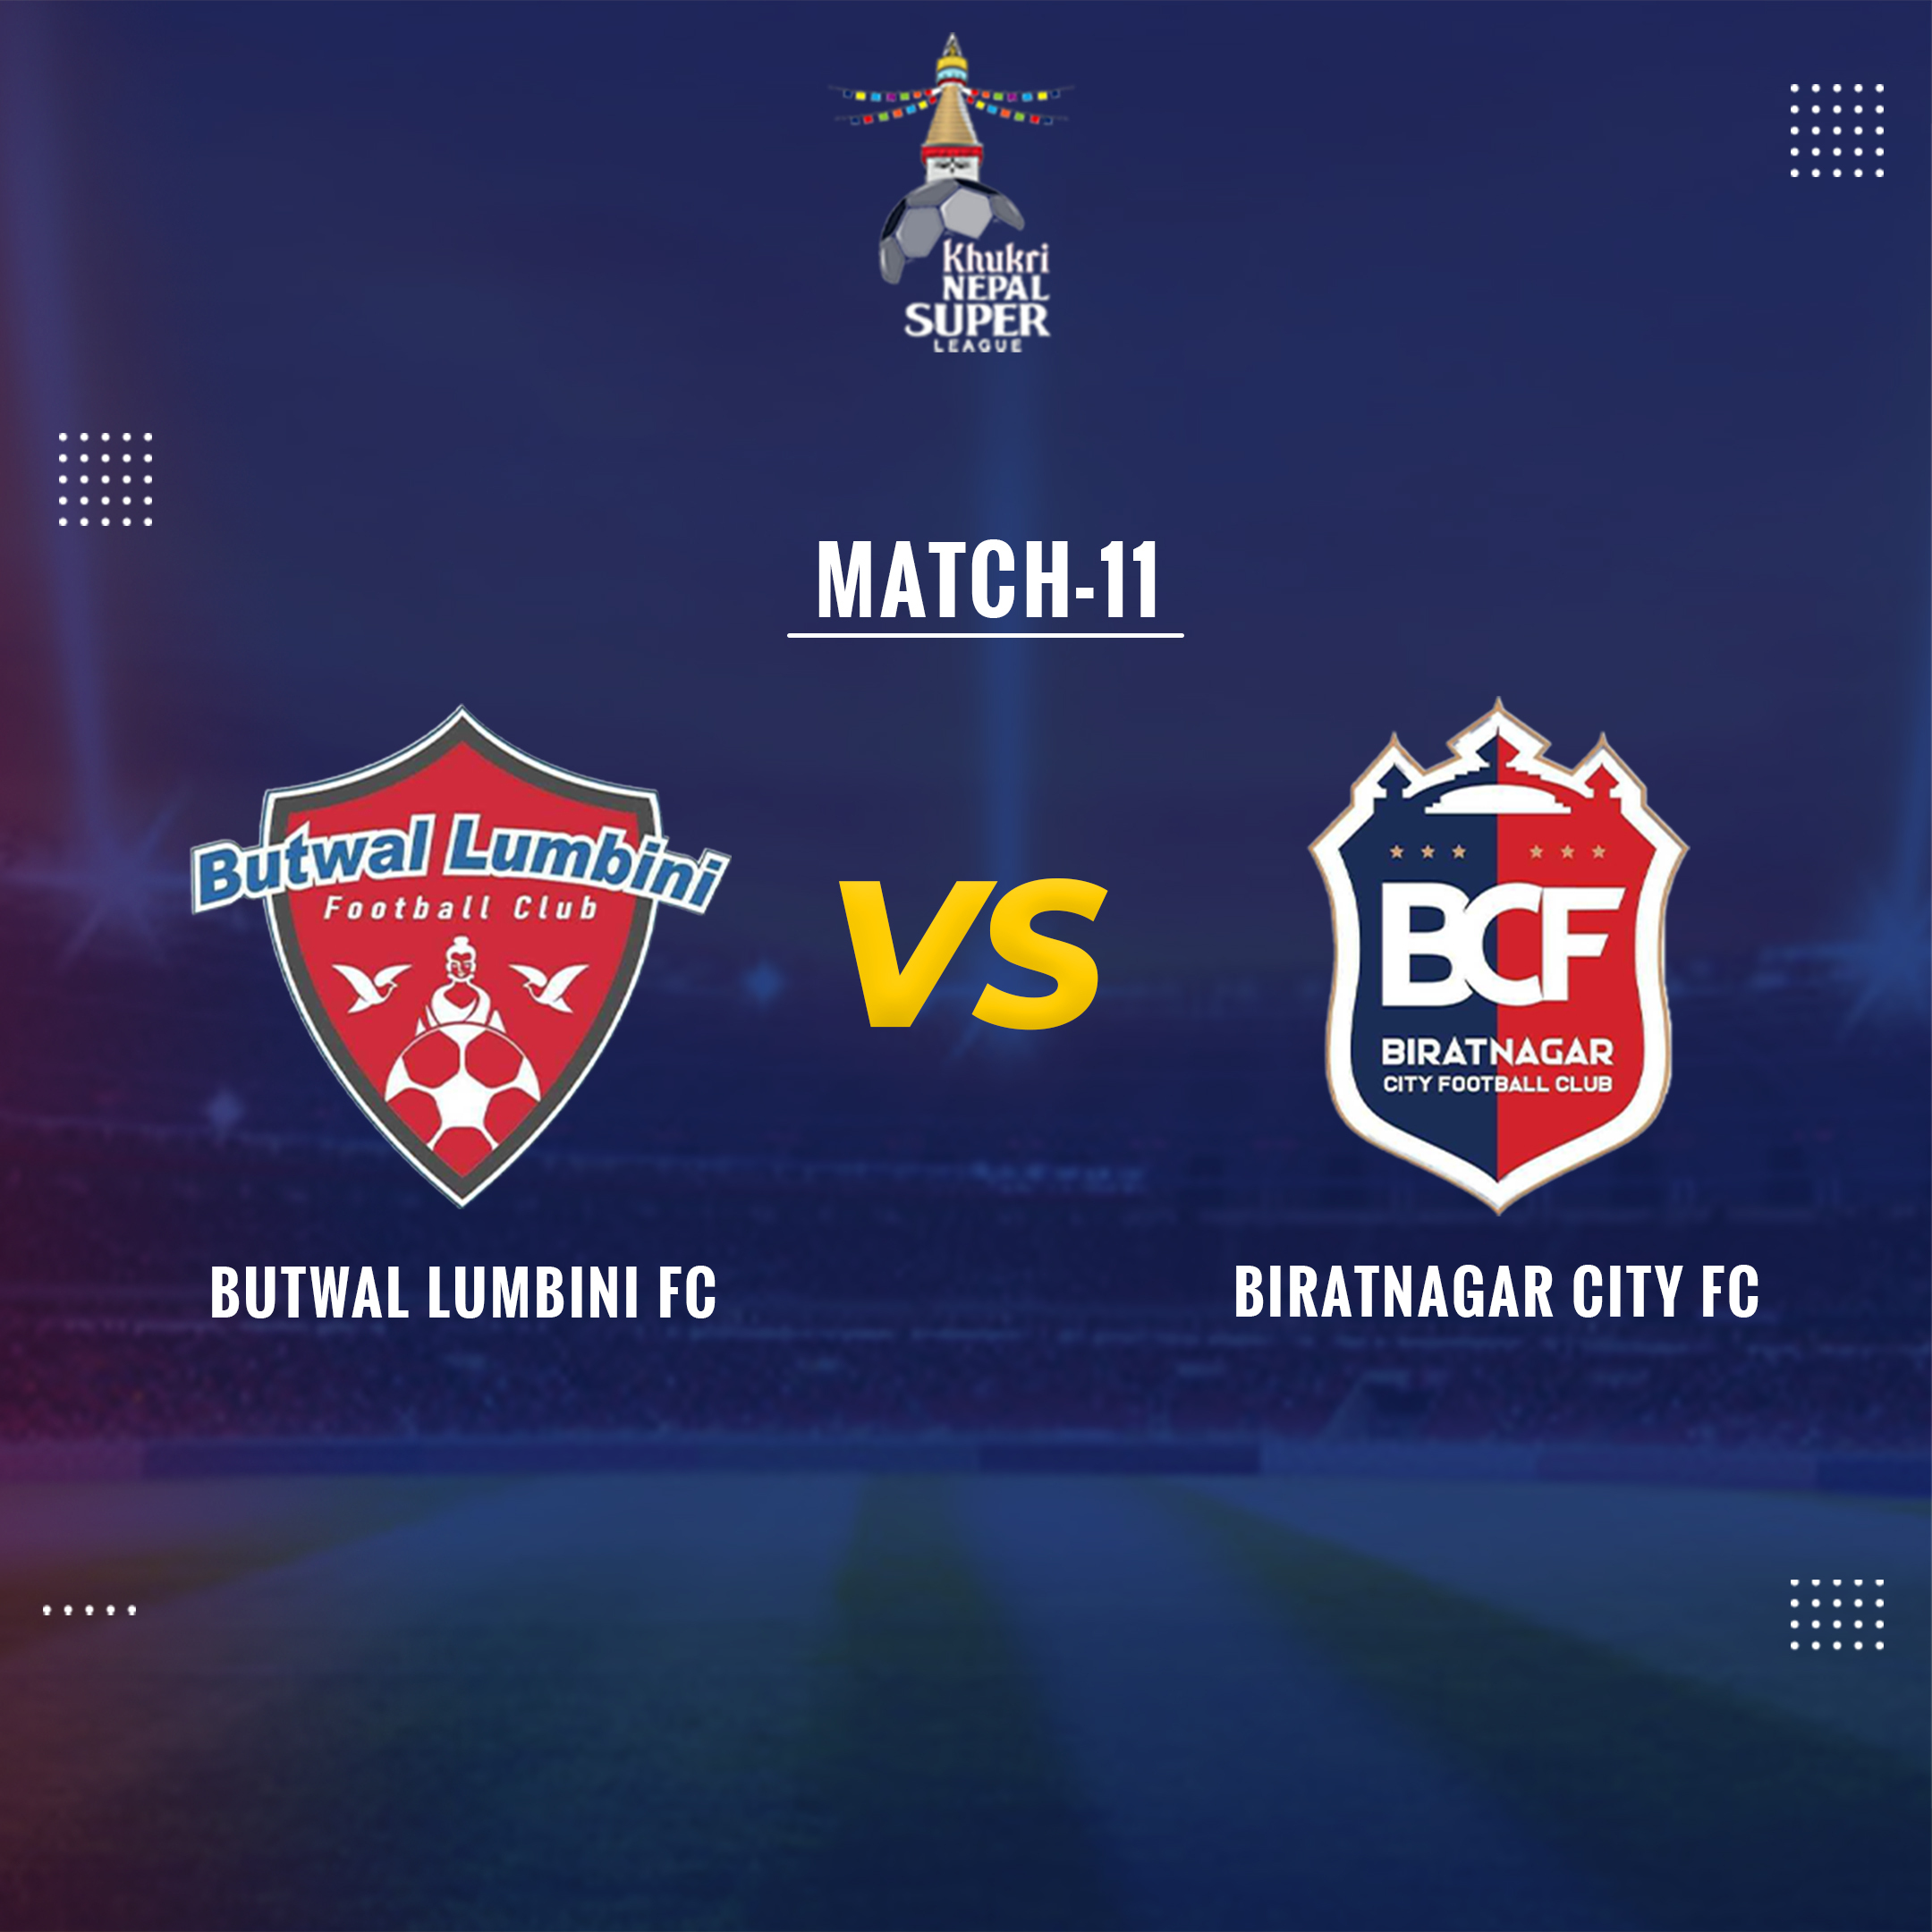 Khukri
NEPAL
SUPER
LEAGUE
MATCH-11
Butwal Lumbini
Football Club
VS
BCF
BIRATNAGAR
CITY FOOTBALL CLUB
BUTWAL LUMBINI FC
BIRATNAGAR CITY FC